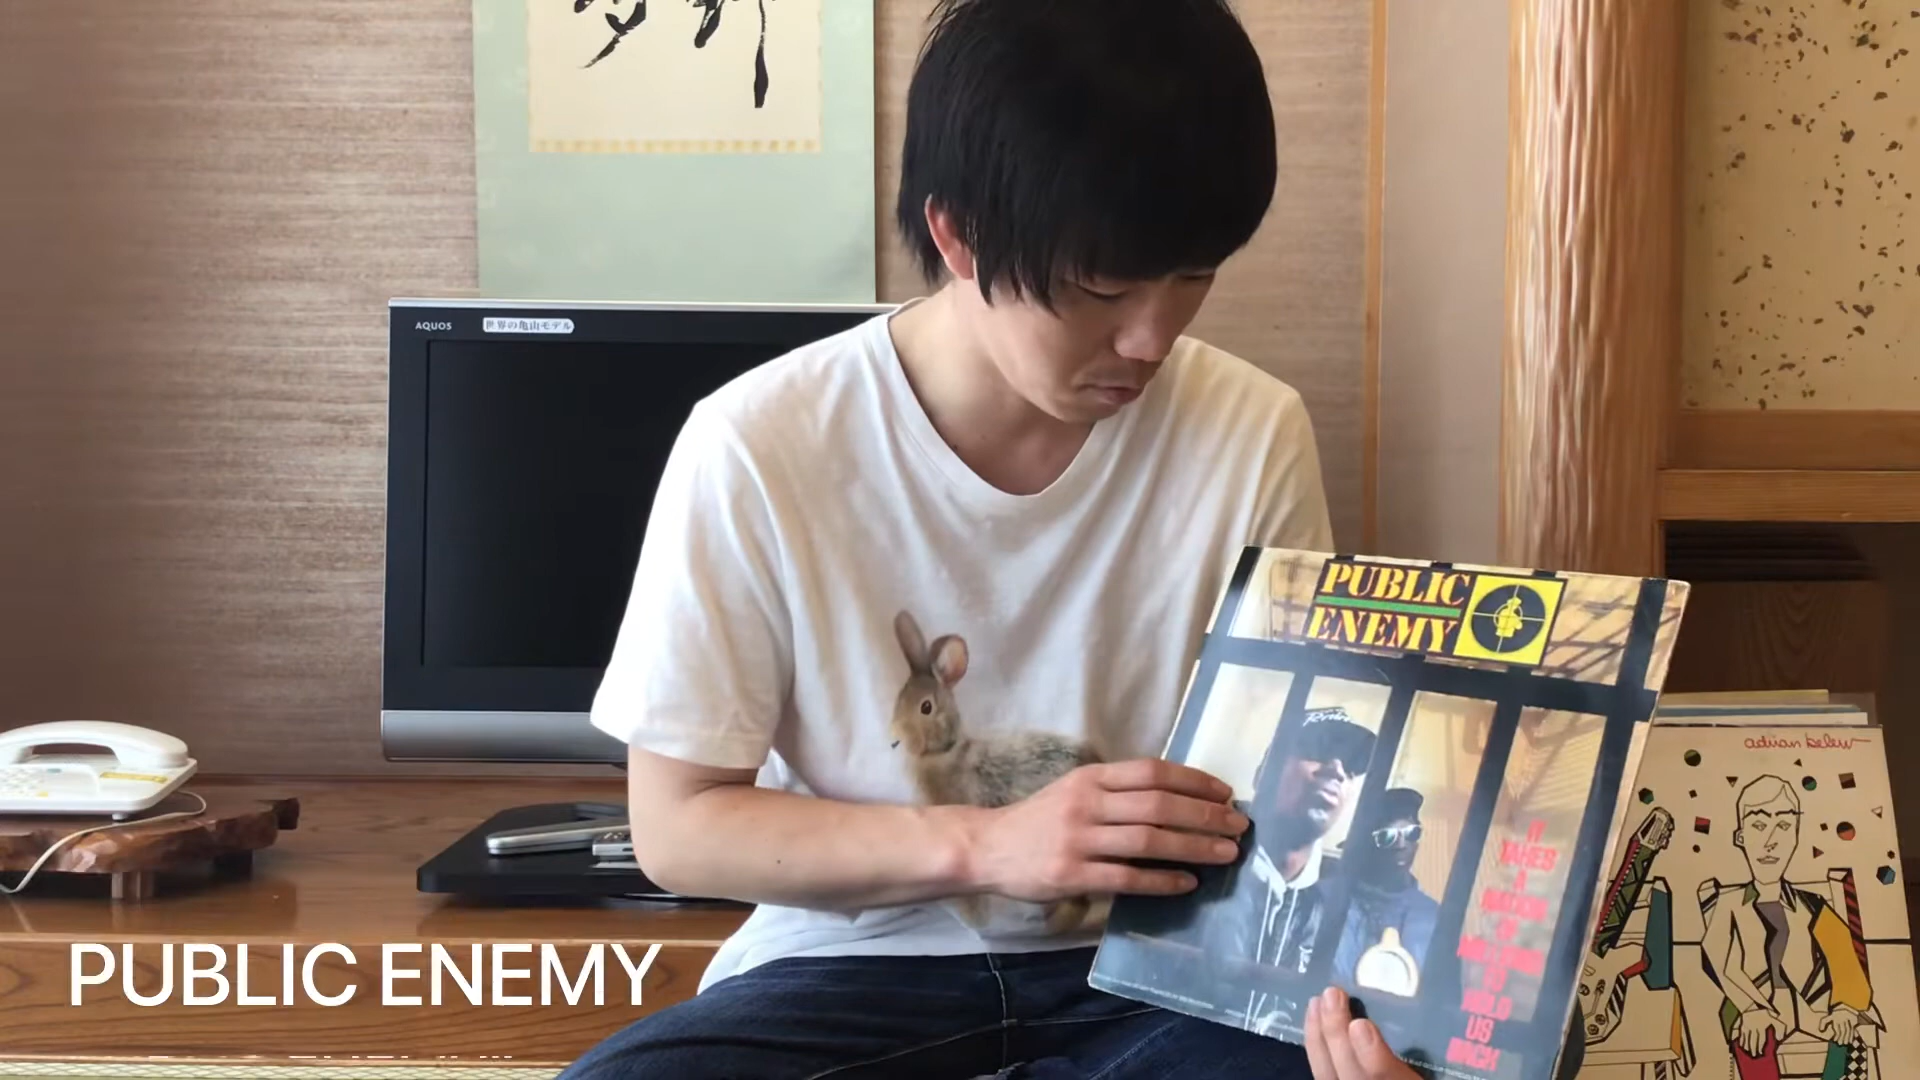 AQUOS
世界の亀山モデル
PUBLIC
ENEMY
IT
TAKES
A
NATION
OF
MILLIONS
TO
HOLD
US
BACK
adrian belew
PUBLIC ENEMY